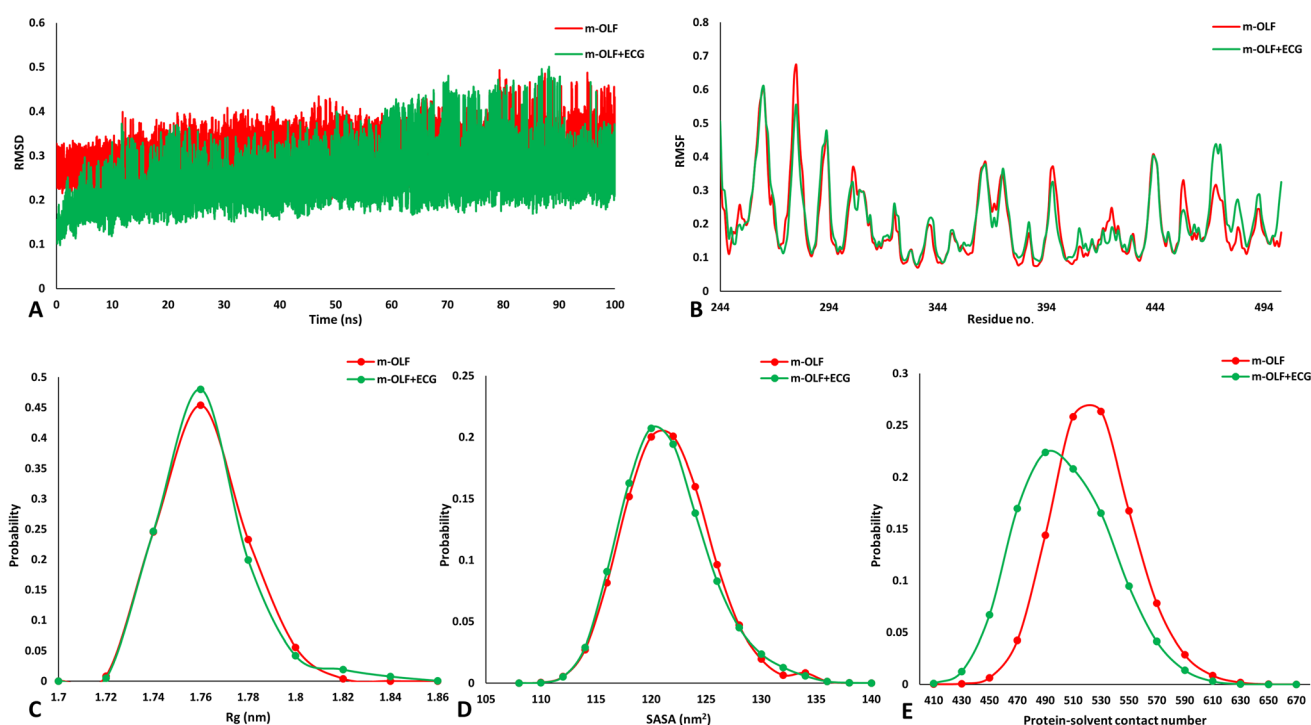 m-OLF
m-OLF+ECG
0.6
0.5
0.4
0.3
0.2
0.1
0
RMSD
0 10 20 30 40 50 60 70 80 90 100
Time (ns)
A
m-OLF
m-OLF+ECG
0.8
0.7
0.6
0.5
0.4
0.3
0.2
0.1
0
RMSF
244 294 344 394 444 494
Residue no.
B
m-OLF
m-OLF+ECG
0.5
0.45
0.4
0.35
0.3
0.25
0.2
0.15
0.1
0.05
0
Probability
1.7 1.72 1.74 1.76 1.78 1.8 1.82 1.84 1.86
Rg (nm)
C
m-OLF
m-OLF+ECG
0.25
0.2
0.15
0.1
0.05
0
Probability
105 110 115 120 125 130 135 140
SASA (nm²)
D
m-OLF
m-OLF+ECG
0.3
0.25
0.2
0.15
0.1
0.05
0
Probability
410 430 450 470 490 510 530 550 570 590 610 630 650 670
Protein-solvent contact number
E